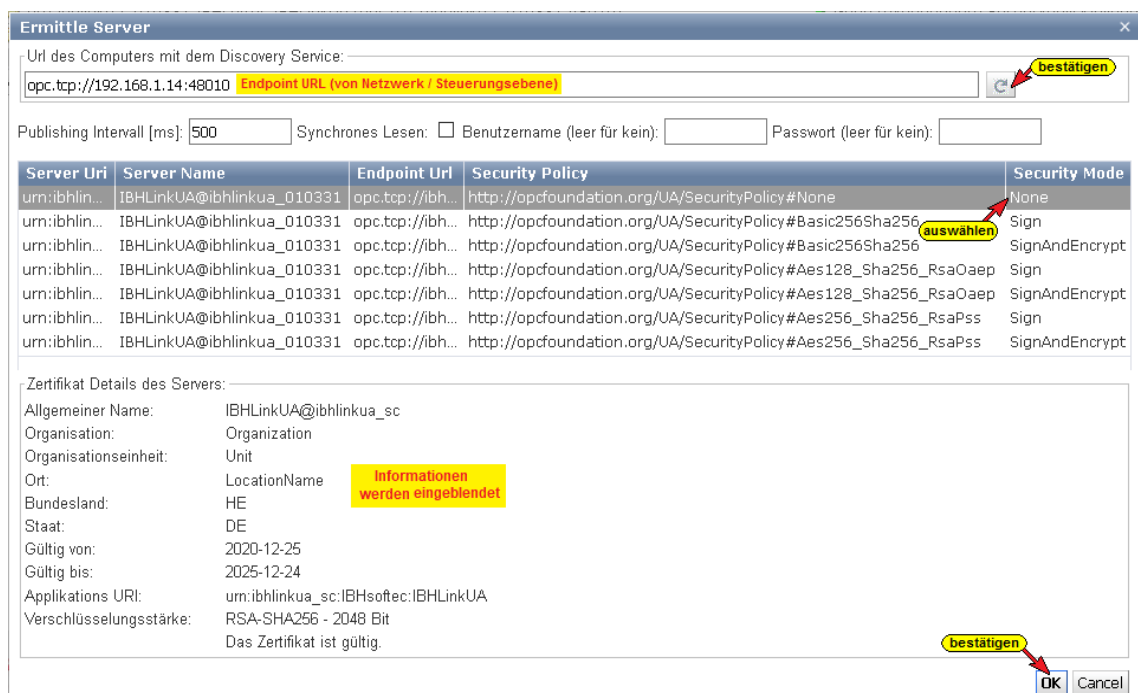 Ermittle Server
Url des Computers mit dem Discovery Service:
bestätigen
opc.tcp://192.168.1.14:48010 Endpoint URL (von Netzwerk / Steuerungsebene)
Publishing Intervall [ms]: 500 Synchrones Lesen: Benutzername (leer für kein): Passwort (leer für kein):
Server Uri Server Name Endpoint Url Security Policy Security Mode
urn:ibhlin... IBHLinkUA@ibhlinkua_010331 opc.tcp://ibh... http://opcfoundation.org/UA/SecurityPolicy#None None
urn:ibhlin... IBHLinkUA@ibhlinkua_010331 opc.tcp://ibh... http://opcfoundation.org/UA/SecurityPolicy#Basic256Sha256 Sign
auswählen
urn:ibhlin... IBHLinkUA@ibhlinkua_010331 opc.tcp://ibh... http://opcfoundation.org/UA/SecurityPolicy#Basic256Sha256 SignAndEncrypt
urn:ibhlin... IBHLinkUA@ibhlinkua_010331 opc.tcp://ibh... http://opcfoundation.org/UA/SecurityPolicy#Aes128_Sha256_RsaOaep Sign
urn:ibhlin... IBHLinkUA@ibhlinkua_010331 opc.tcp://ibh... http://opcfoundation.org/UA/SecurityPolicy#Aes128_Sha256_RsaOaep SignAndEncrypt
urn:ibhlin... IBHLinkUA@ibhlinkua_010331 opc.tcp://ibh... http://opcfoundation.org/UA/SecurityPolicy#Aes256_Sha256_RsaPss Sign
urn:ibhlin... IBHLinkUA@ibhlinkua_010331 opc.tcp://ibh... http://opcfoundation.org/UA/SecurityPolicy#Aes256_Sha256_RsaPss SignAndEncrypt
Zertifikat Details des Servers:
Allgemeiner Name: IBHLinkUA@ibhlinkua_sc
Organisation: Organization
Organisationseinheit: Unit
Ort: LocationName
Informationen
werden eingeblendet
Bundesland: HE
Staat: DE
Gültig von: 2020-12-25
Gültig bis: 2025-12-24
Applikations URI: urn:ibhlinkua_sc:IBHsoftec:IBHLinkUA
Verschlüsselungsstärke: RSA-SHA256 - 2048 Bit
Das Zertifikat ist gültig.
bestätigen
OK Cancel